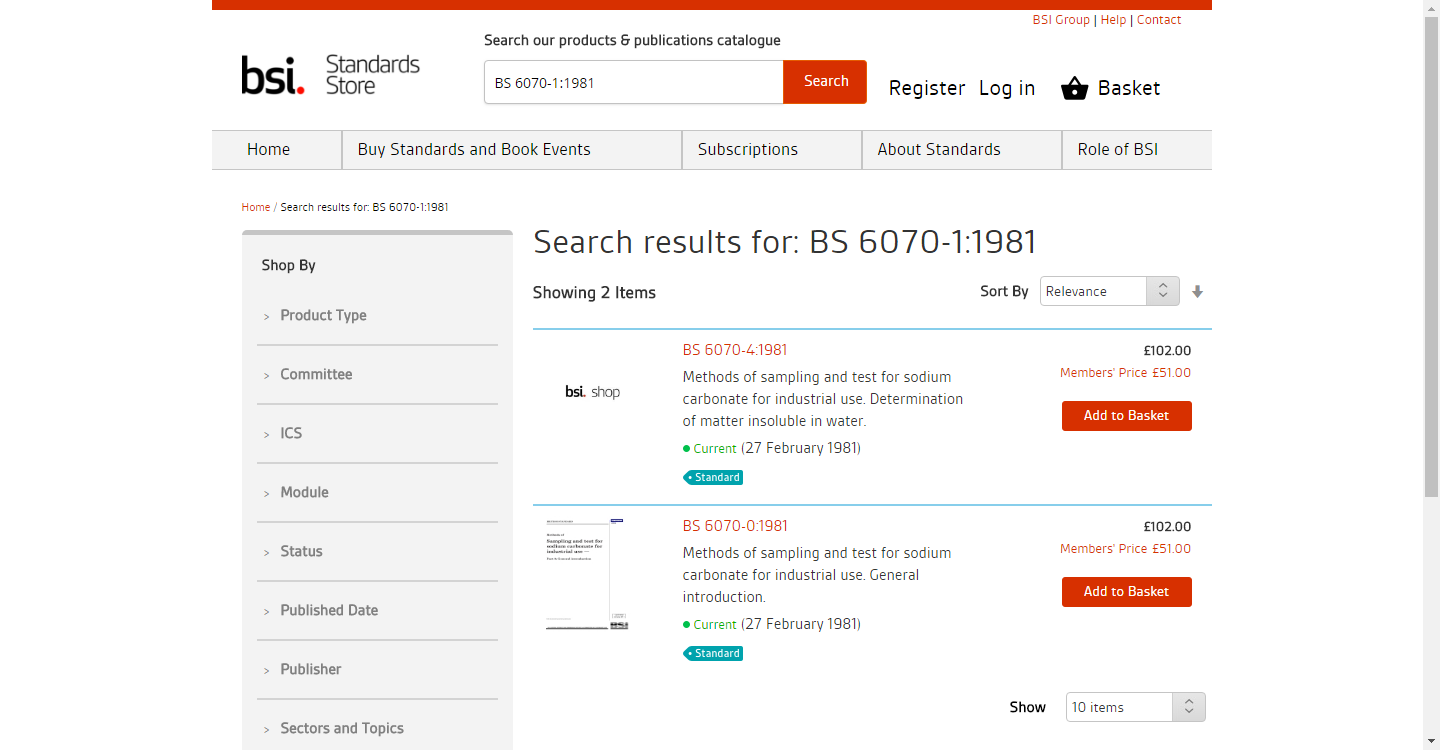 BSI Group | Help | Contact
Search our products & publications catalogue
bsi. Standards Store
BS 6070-1:1981
Search
Register
Log in
Basket
Home
Buy Standards and Book Events
Subscriptions
About Standards
Role of BSI
Home / Search results for: BS 6070-1:1981
Shop By
> Product Type
> Committee
> ICS
> Module
> Status
> Published Date
> Publisher
> Sectors and Topics
Search results for: BS 6070-1:1981
Showing 2 Items
Sort By
Relevance
bsi. shop
BS 6070-4:1981
Methods of sampling and test for sodium
carbonate for industrial use. Determination
of matter insoluble in water.
Current (27 February 1981)
Standard
£102.00
Members' Price £51.00
Add to Basket
Sampling and test for
sodium carbonate for
industrial use —
BSI
BS 6070-0:1981
Methods of sampling and test for sodium
carbonate for industrial use. General
introduction.
Current (27 February 1981)
Standard
£102.00
Members' Price £51.00
Add to Basket
Show
10 items